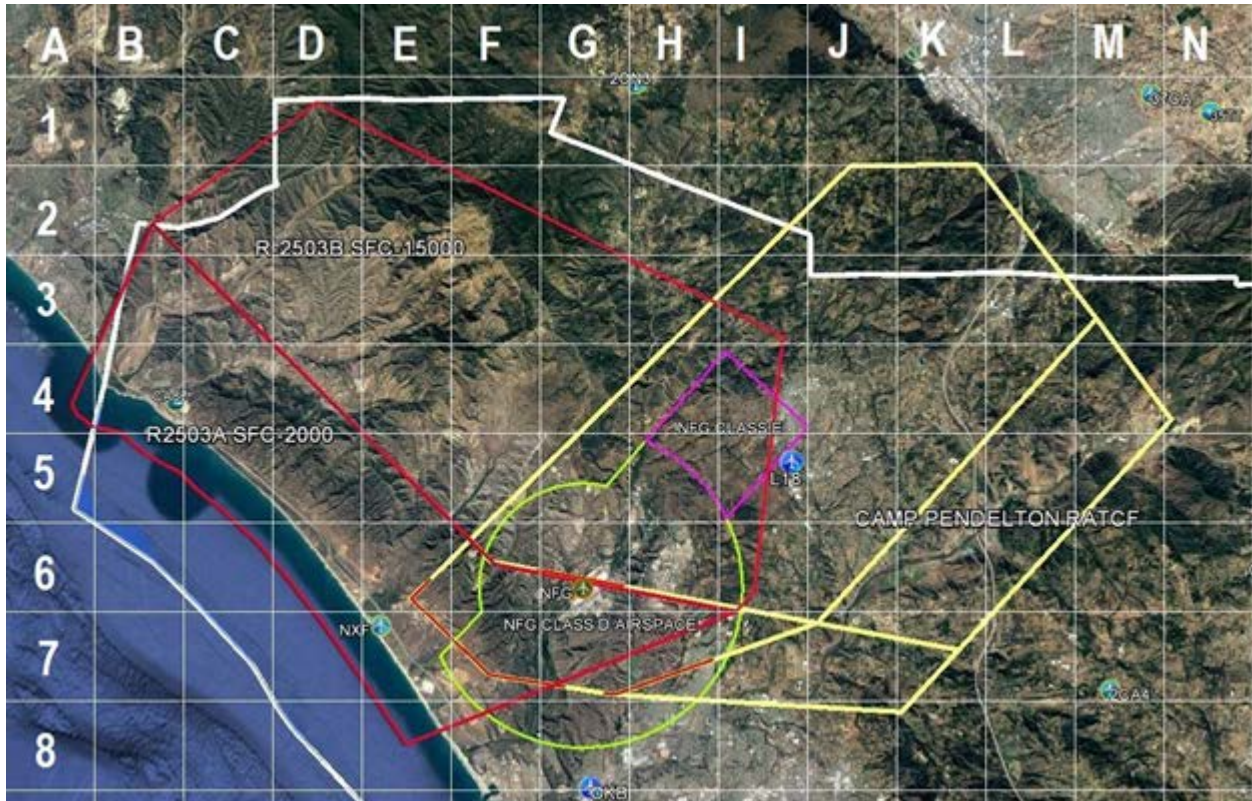 A B C D E F G H I J K L M N
1
2
3
4
5
6
7
8
R 2503B SFC-15000
R2503A SFC-2000
NFG CLASS E
L18
CAMP PENDELTON RATCF
NFG
NFG CLASS D AIRSPACE
NXF
2CA4
OKB